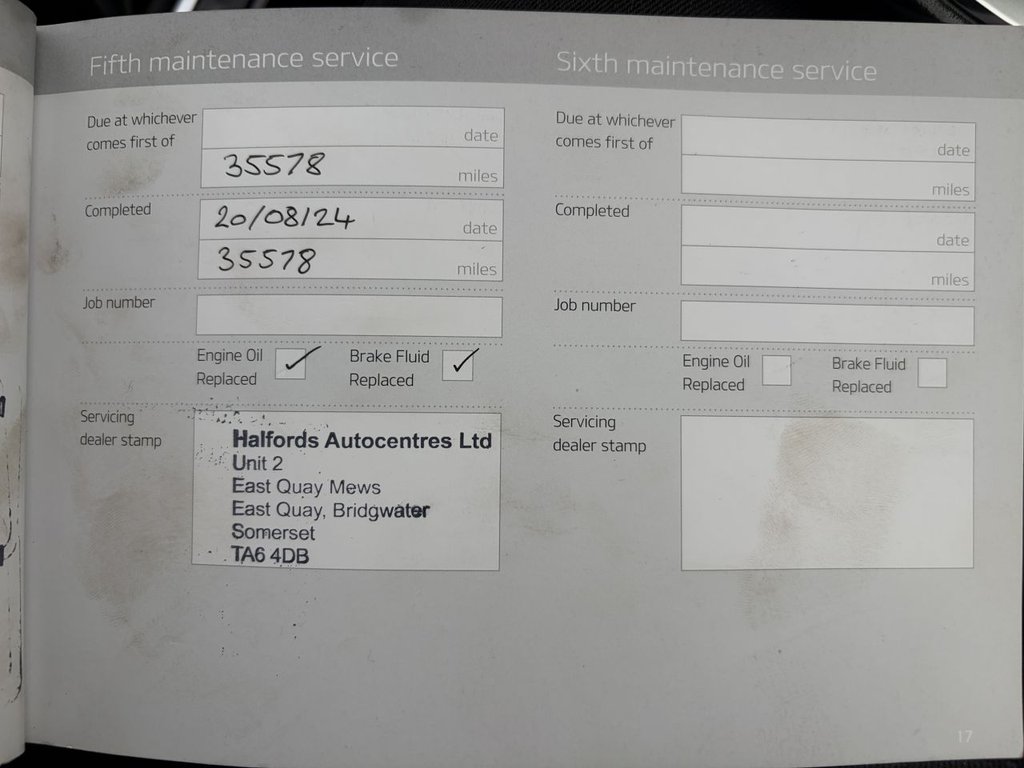 Fifth maintenance service
Due at whichever
comes first of
date
35578
miles
Completed
20/08/24
date
35578
miles
Job number
Engine Oil
Replaced
Brake Fluid
Replaced
Servicing
dealer stamp
Halfords Autocentres Ltd
Unit 2
East Quay Mews
East Quay, Bridgwater
Somerset
TA6 4DB
Sixth maintenance service
Due at whichever
comes first of
date
miles
Completed
date
miles
Job number
Engine Oil
Replaced
Brake Fluid
Replaced
Servicing
dealer stamp
17